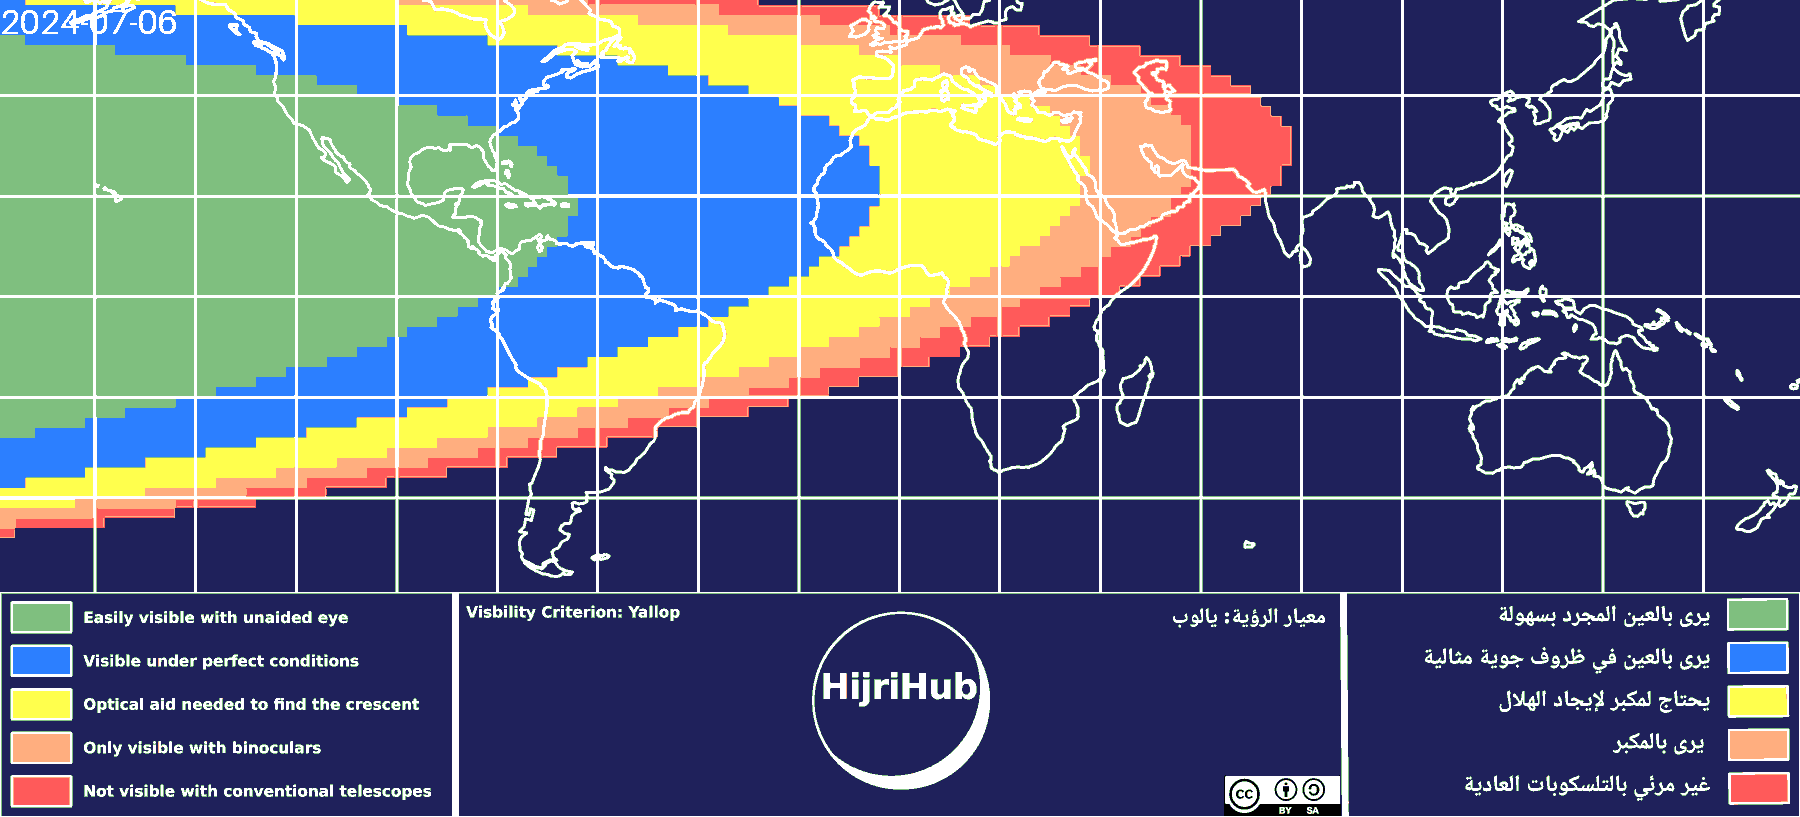 2024-07-06
Easily visible with unaided eye
Visible under perfect conditions
Optical aid needed to find the crescent
Only visible with binoculars
Not visible with conventional telescopes
Visbility Criterion: Yallop
معيار الرؤية: يالوب
HijriHub
cc
BY SA
يرى بالعين المجرد بسهولة
يرى بالعين في ظروف جوية مثالية
يحتاج لمكبر لإيجاد الهلال
يرى بالمكبر
غير مرئي بالتلسكوبات العادية